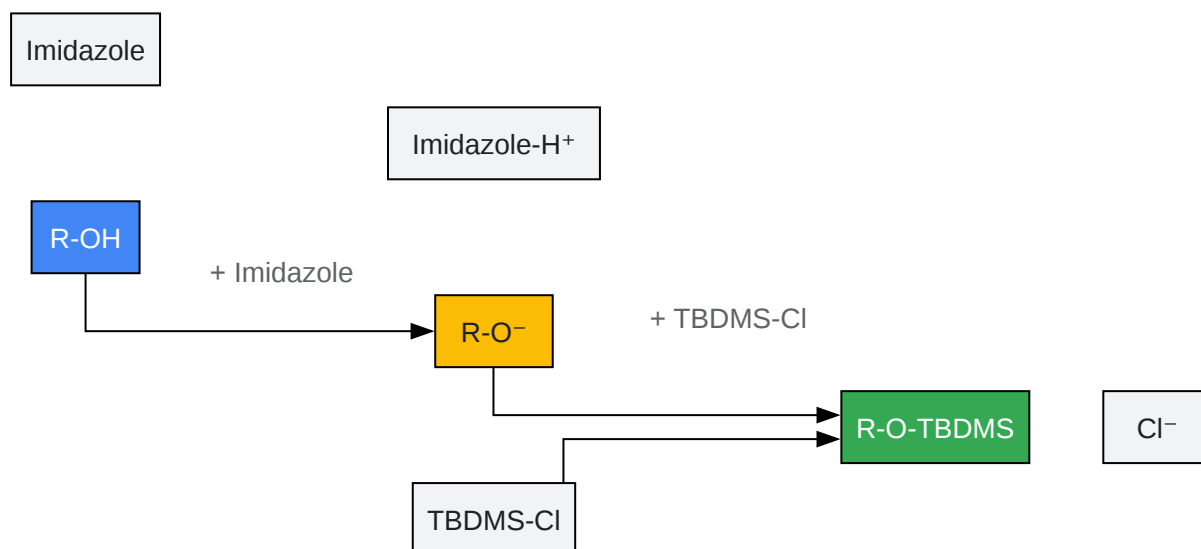 Imidazole
Imidazole-H⁺
R-OH
+ Imidazole
R-O⁻
+ TBDMS-Cl
R-O-TBDMS
Cl⁻
TBDMS-Cl